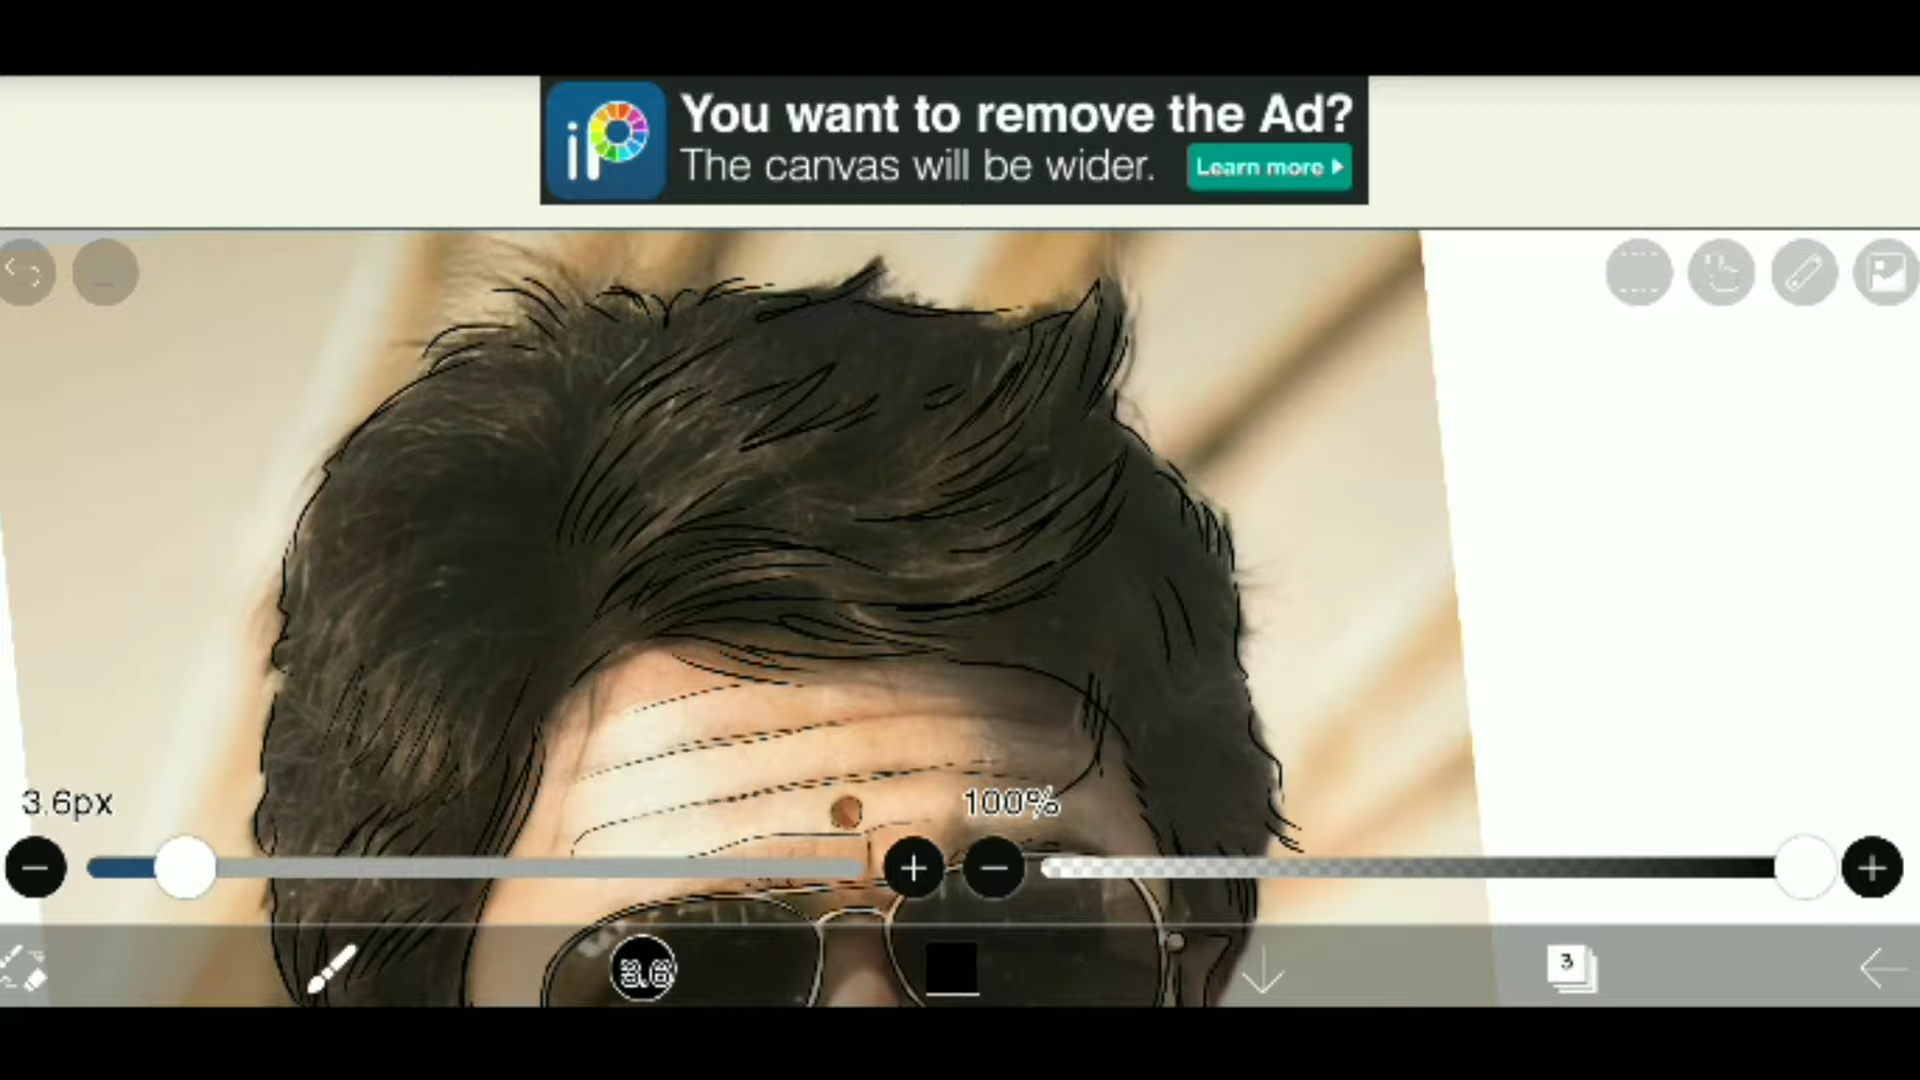 iP
You want to remove the Ad?
The canvas will be wider.
Learn more
3.6px
100%
3.6
3